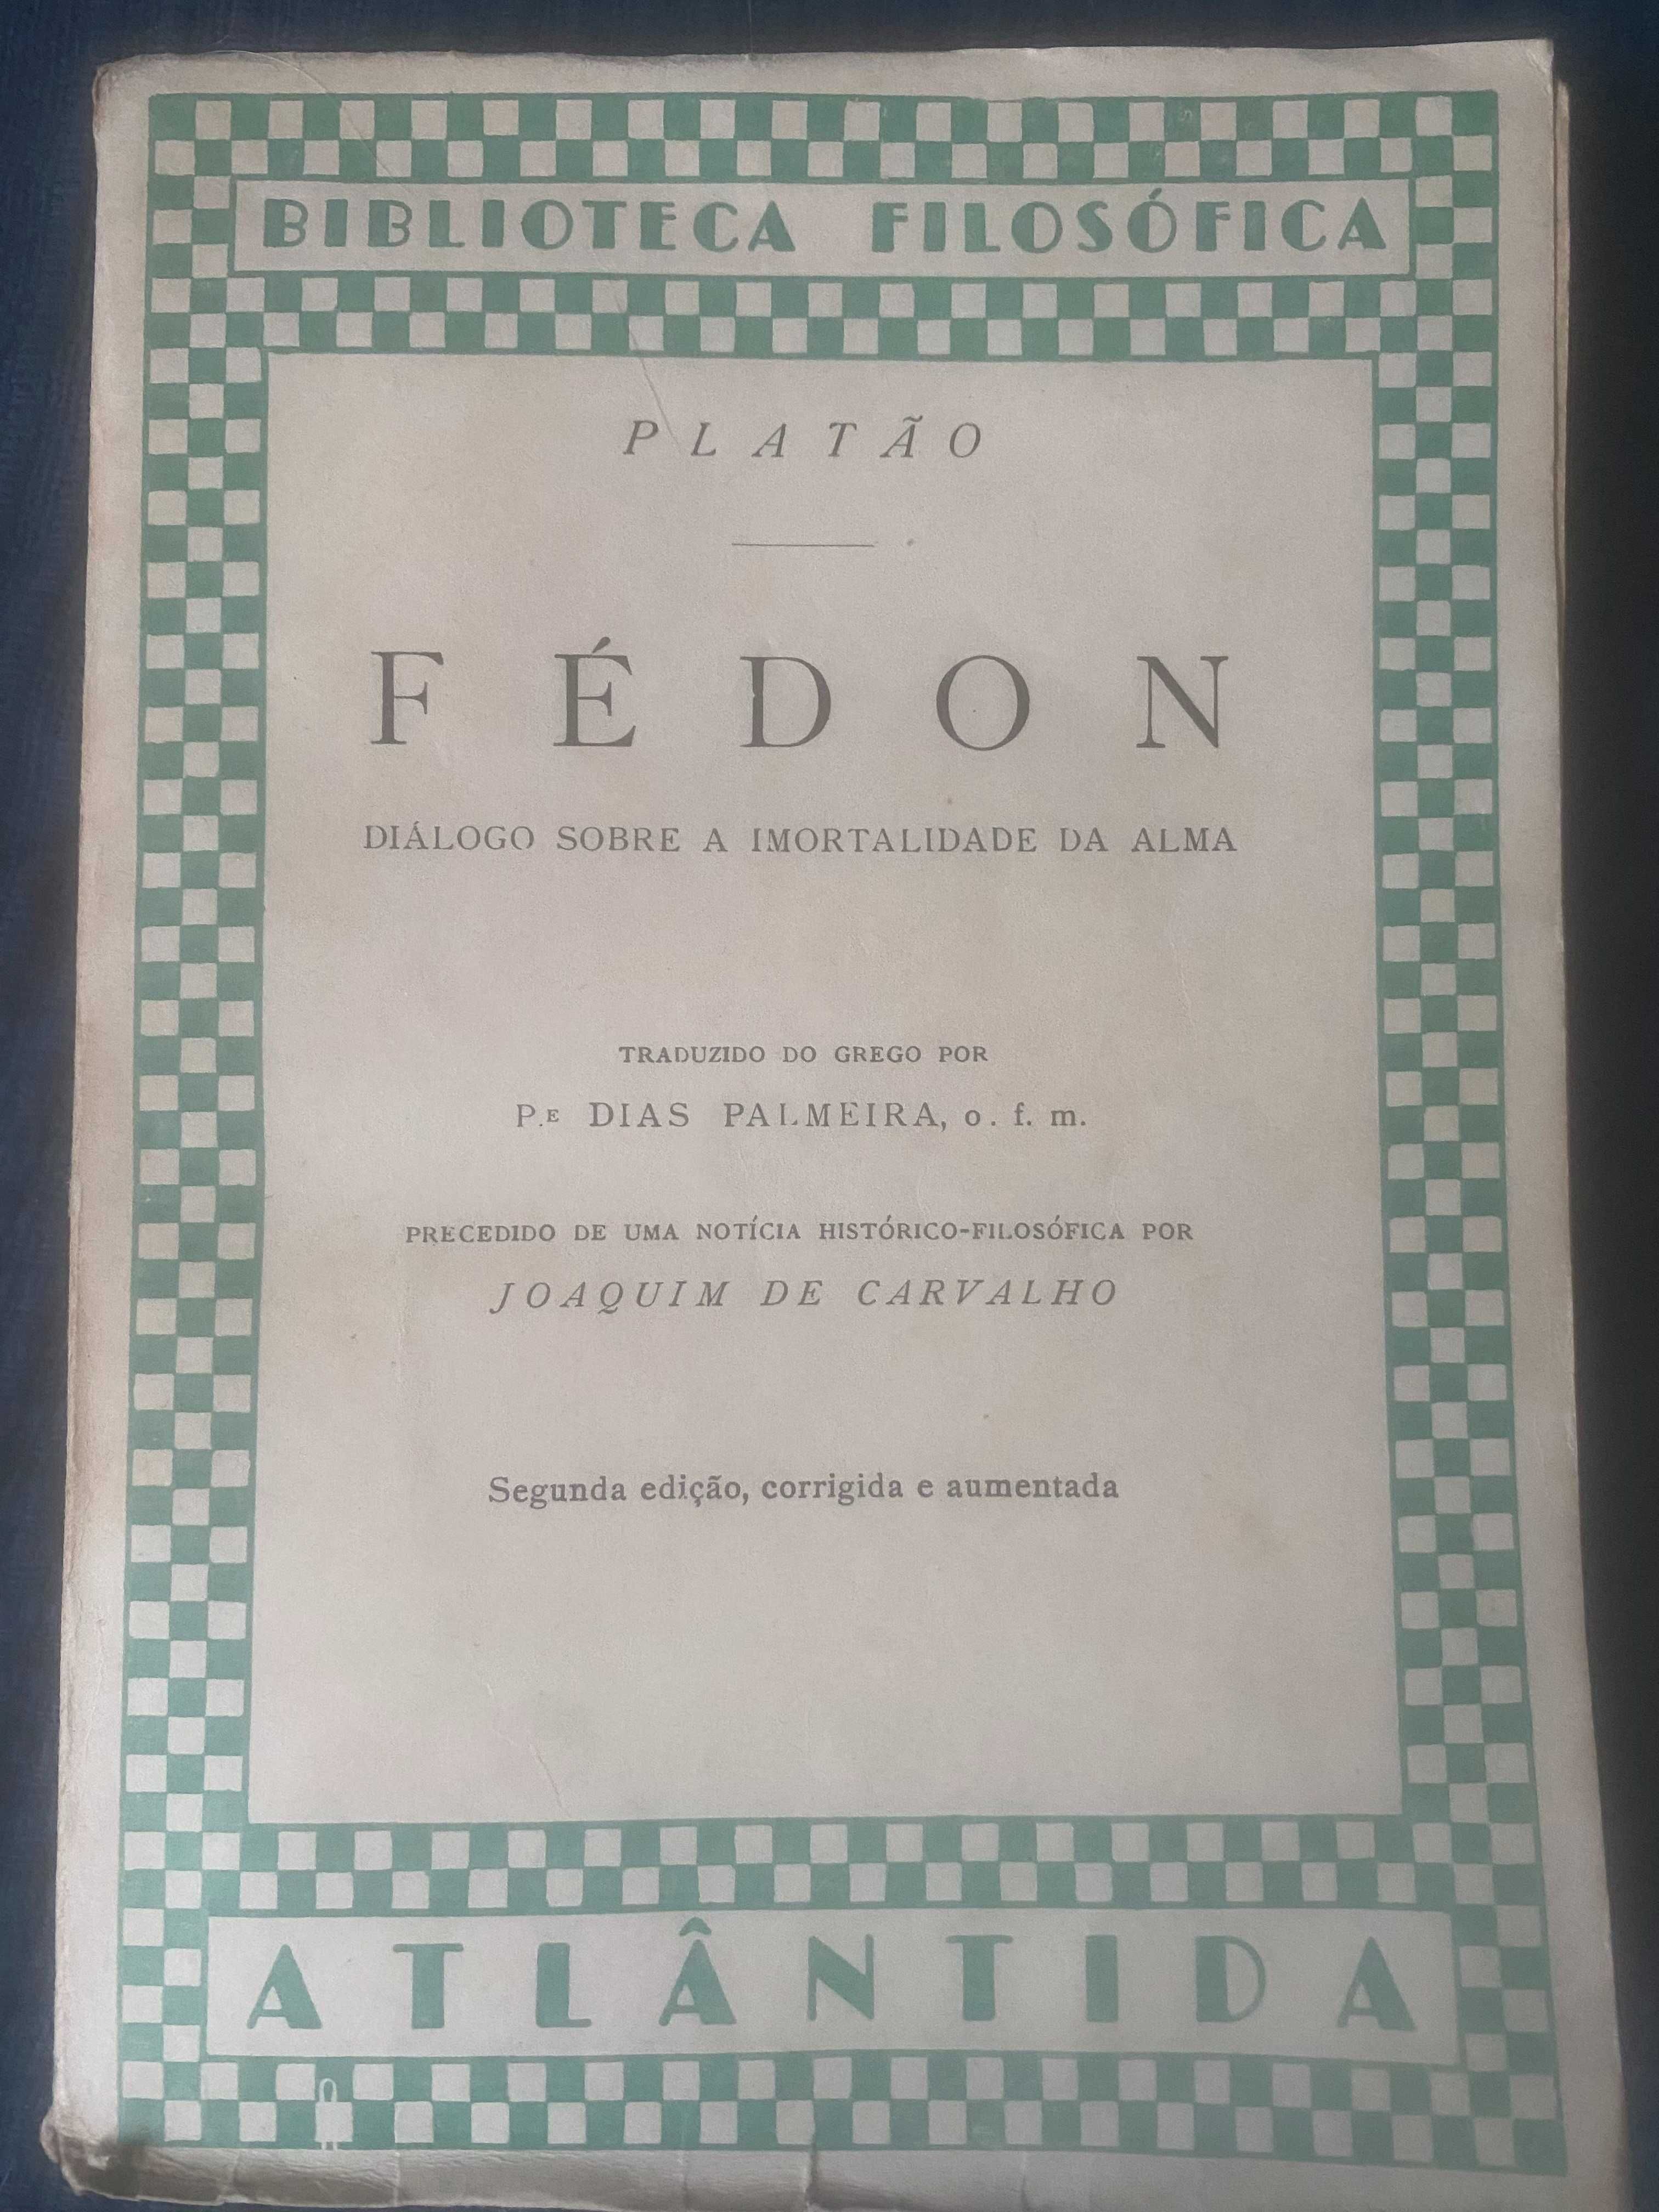 BIBLIOTECA FILOSÓFICA
PLATÃO
FÉDON
DIÁLOGO SOBRE A IMORTALIDADE DA ALMA
TRADUZIDO DO GREGO POR
P.E DIAS PALMEIRA, o. f. m.
PRECEDIDO DE UMA NOTÍCIA HISTÓRICO-FILOSÓFICA POR
JOAQUIM DE CARVALHO
Segunda edição, corrigida e aumentada
ATLÂNTIDA